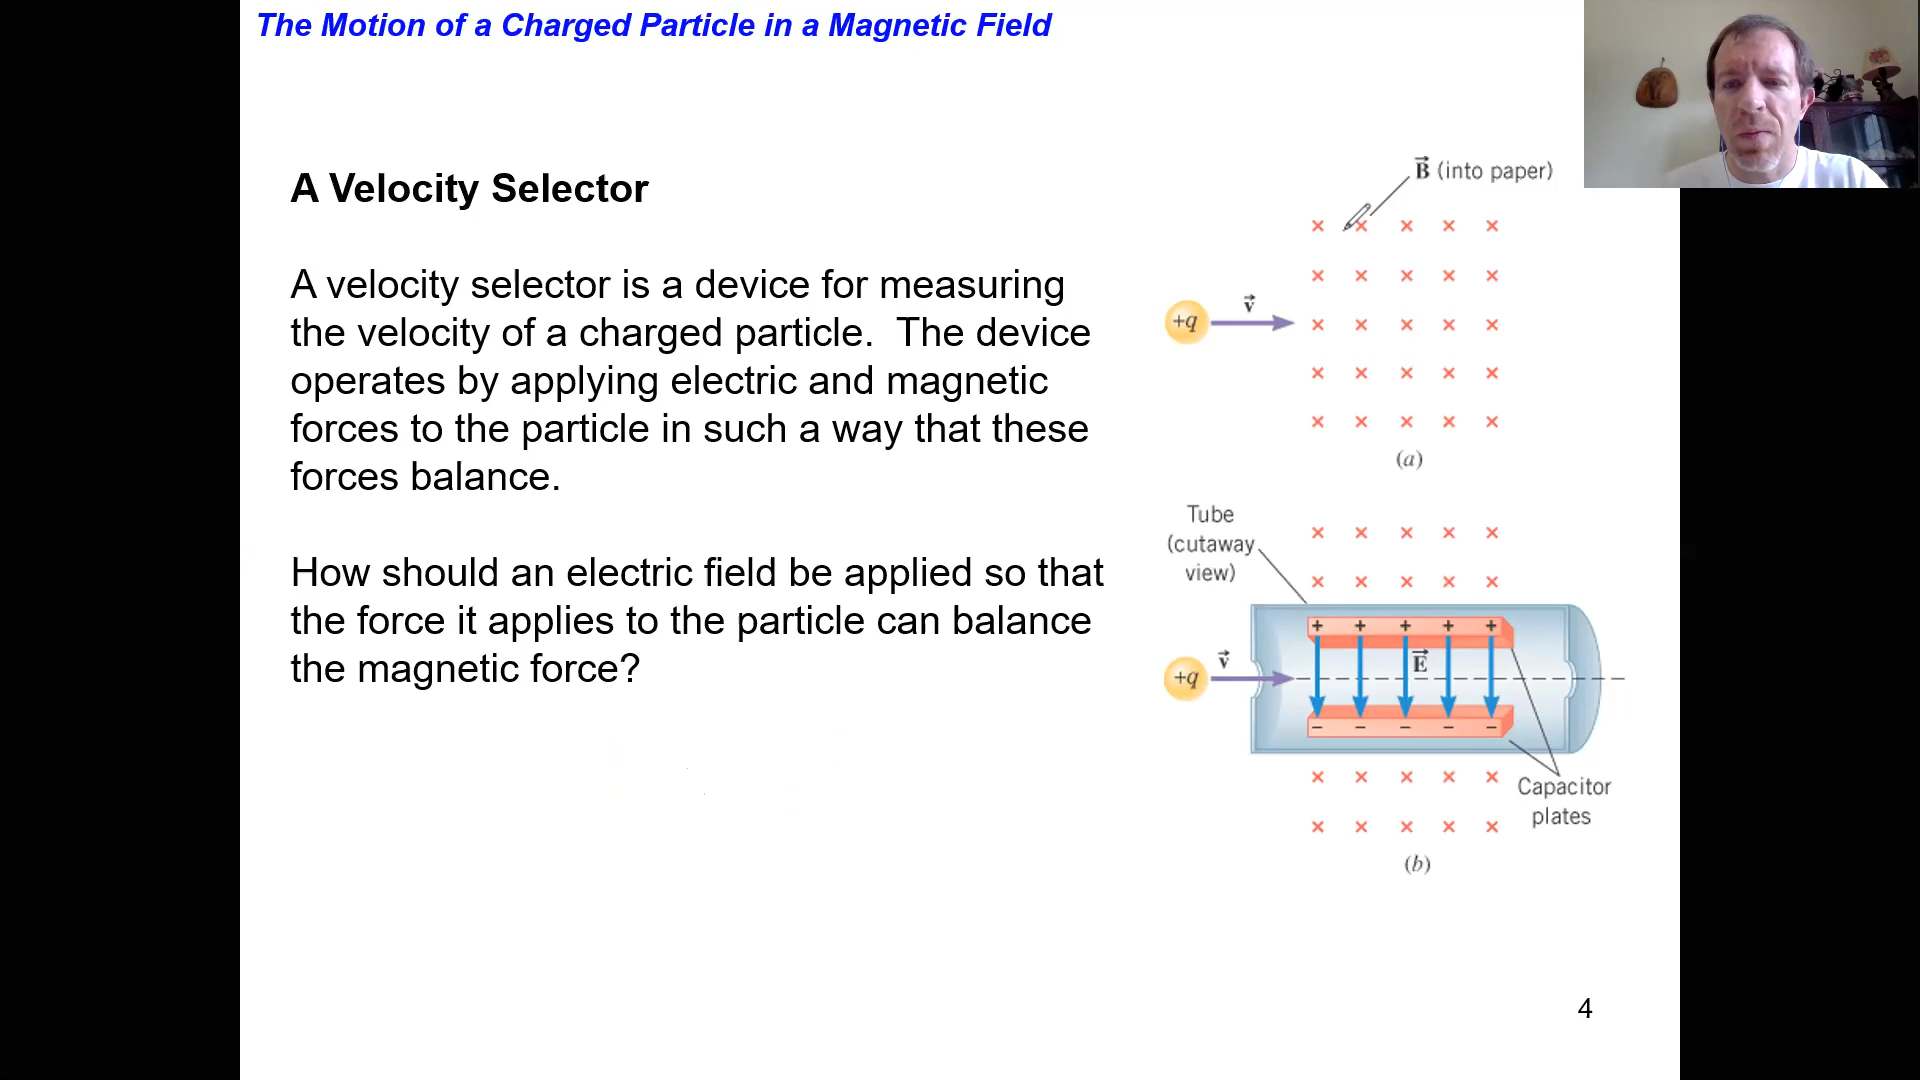 The Motion of a Charged Particle in a Magnetic Field
A Velocity Selector
A velocity selector is a device for measuring
the velocity of a charged particle.  The device
operates by applying electric and magnetic
forces to the particle in such a way that these
forces balance.
How should an electric field be applied so that
the force it applies to the particle can balance
the magnetic force?
B⃗ (into paper)
× × × × ×
× × × × ×
+q v⃗ × × × × ×
× × × × ×
× × × × ×
(a)
Tube
(cutaway
view)
× × × × ×
× × × × ×
+ + + + +
E⃗
+q v⃗
− − − − −
× × × × ×
Capacitor
plates
× × × × ×
(b)
4